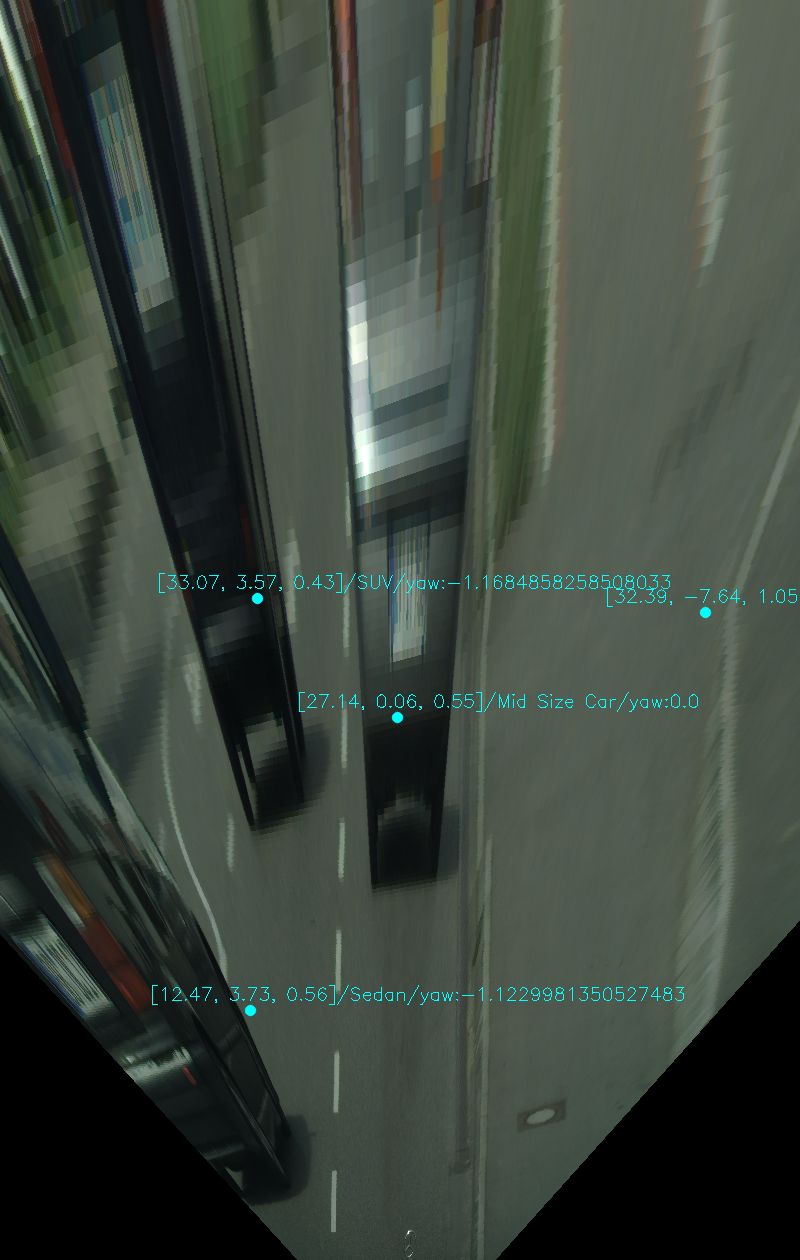 [33.07, 3.57, 0.43]/SUV/yaw:−1.1684858258508033
[32.39, −7.64, 1.05
[27.14, 0.06, 0.55]/Mid Size Car/yaw:0.0
[12.47, 3.73, 0.56]/Sedan/yaw:−1.1229981350527483